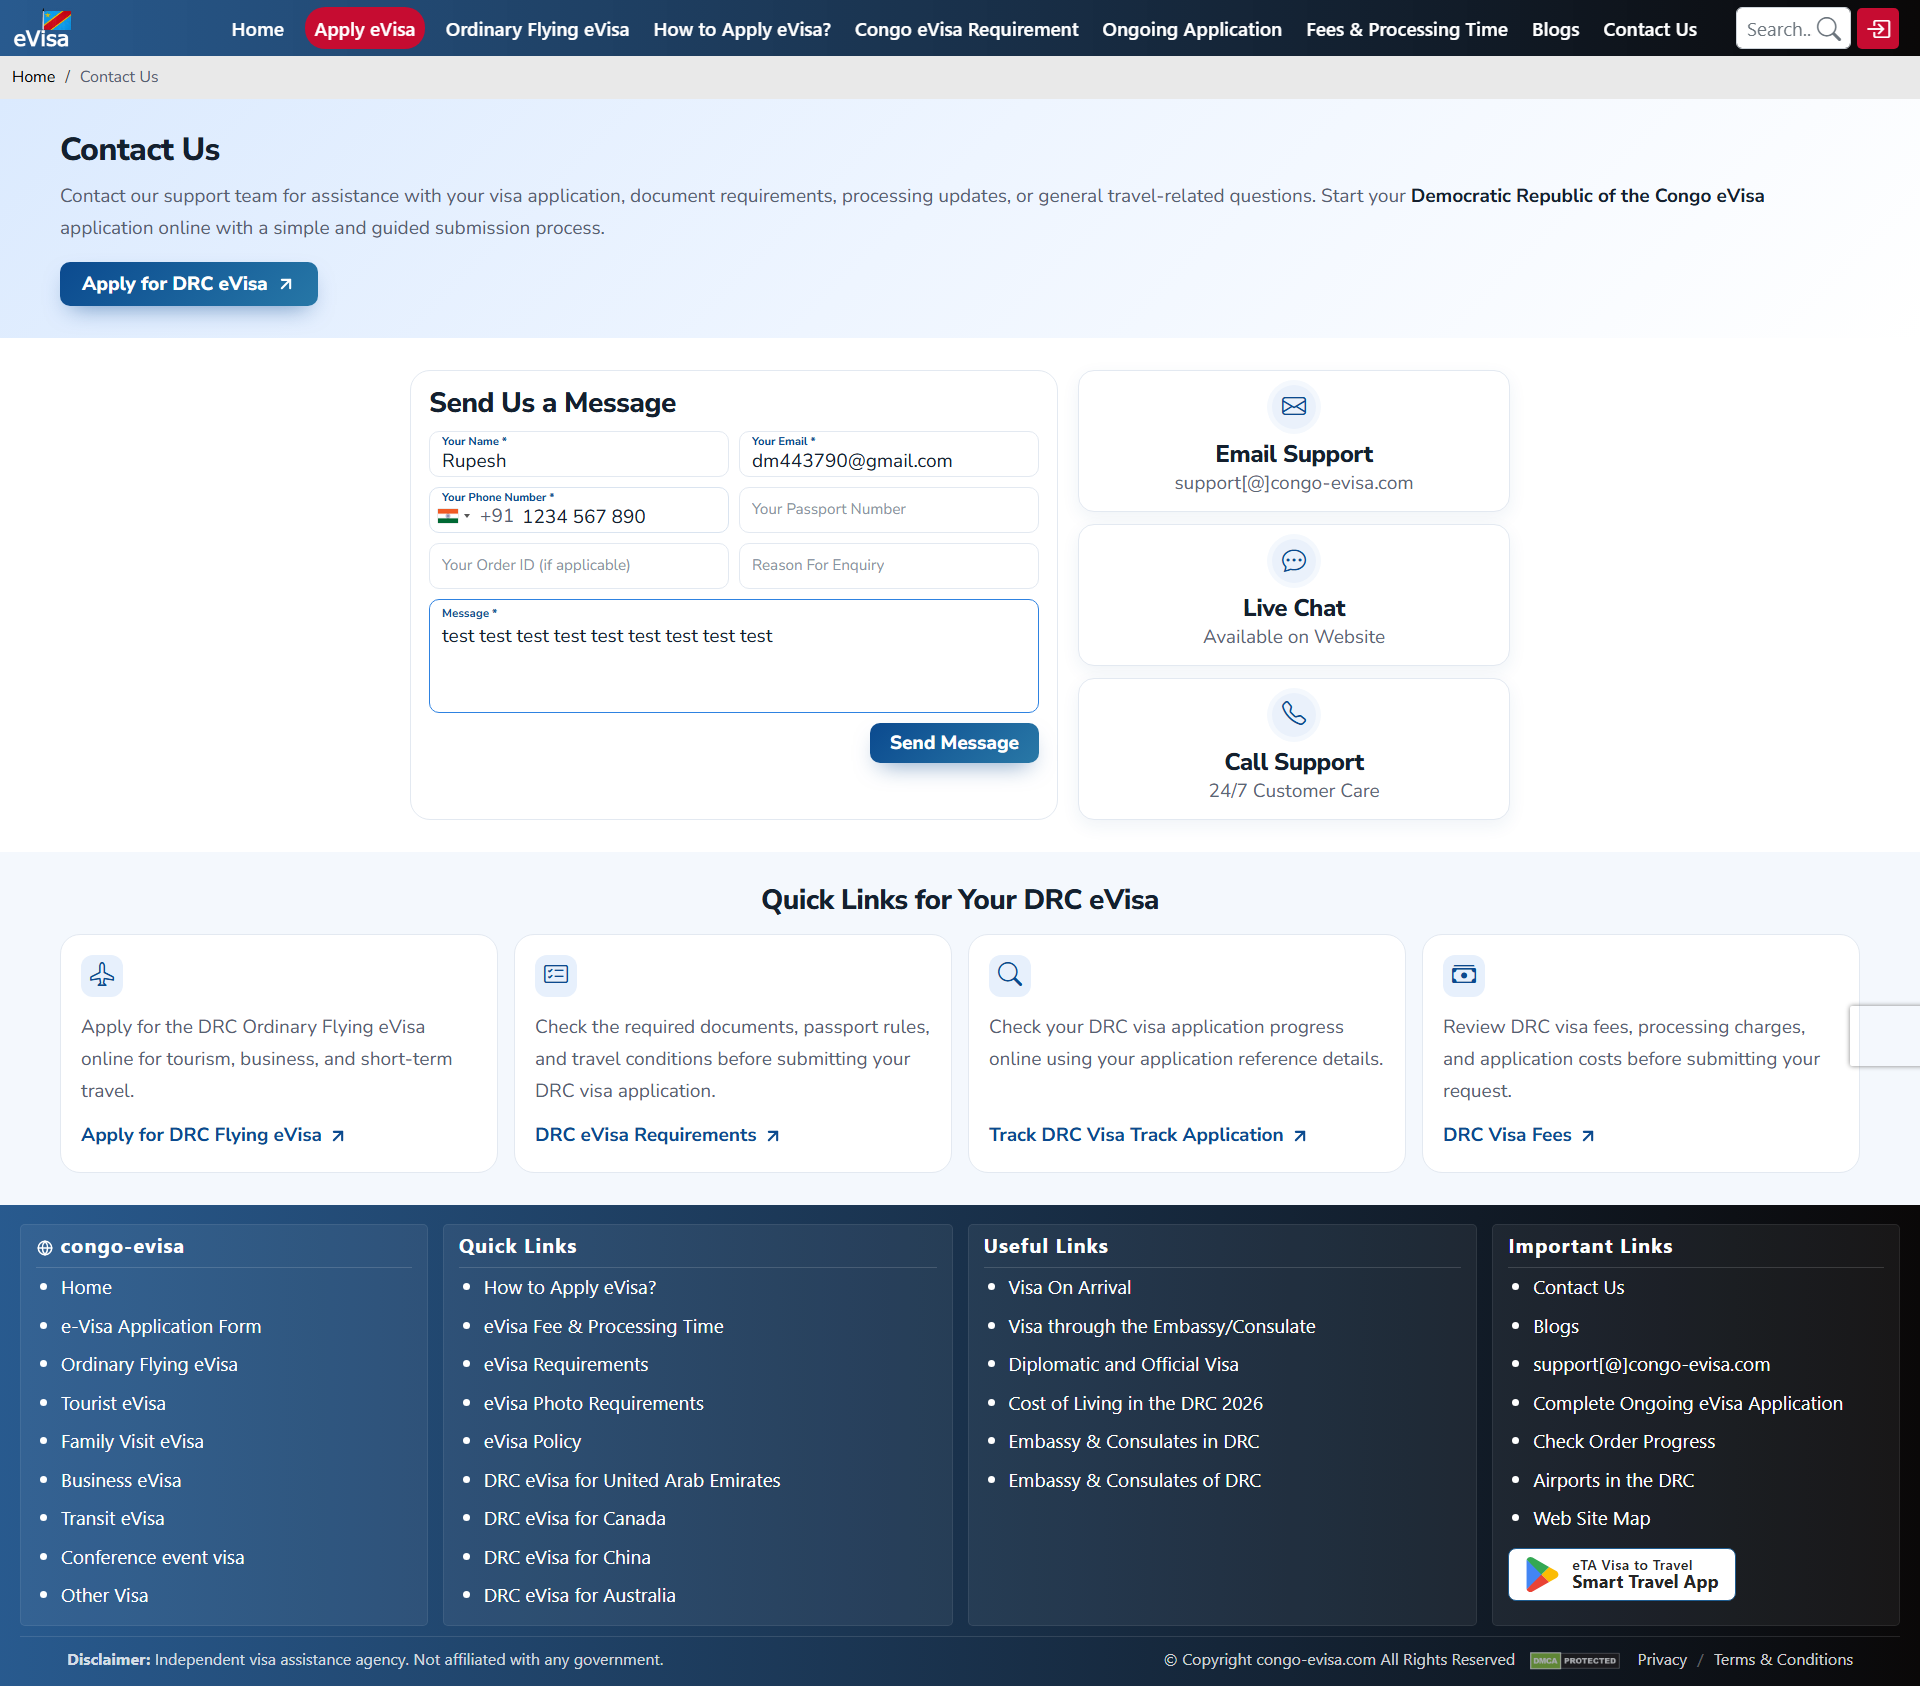 eVisa
Home
Apply eVisa
Ordinary Flying eVisa
How to Apply eVisa?
Congo eVisa Requirement
Ongoing Application
Fees & Processing Time
Blogs
Contact Us
Search..
Home / Contact Us
Contact Us
Contact our support team for assistance with your visa application, document requirements, processing updates, or general travel-related questions. Start your Democratic Republic of the Congo eVisa
application online with a simple and guided submission process.
Apply for DRC eVisa
Send Us a Message
Your Name *
Rupesh
Your Email *
dm443790@gmail.com
Your Phone Number *
+91 1234 567 890
Your Passport Number
Your Order ID (if applicable)
Reason For Enquiry
Message *
test test test test test test test test test
Send Message
Email Support
support[@]congo-evisa.com
Live Chat
Available on Website
Call Support
24/7 Customer Care
Quick Links for Your DRC eVisa
Apply for the DRC Ordinary Flying eVisa
online for tourism, business, and short-term
travel.
Apply for DRC Flying eVisa
Check the required documents, passport rules,
and travel conditions before submitting your
DRC visa application.
DRC eVisa Requirements
Check your DRC visa application progress
online using your application reference details.
Track DRC Visa Track Application
Review DRC visa fees, processing charges,
and application costs before submitting your
request.
DRC Visa Fees
congo-evisa
Home
e-Visa Application Form
Ordinary Flying eVisa
Tourist eVisa
Family Visit eVisa
Business eVisa
Transit eVisa
Conference event visa
Other Visa
Quick Links
How to Apply eVisa?
eVisa Fee & Processing Time
eVisa Requirements
eVisa Photo Requirements
eVisa Policy
DRC eVisa for United Arab Emirates
DRC eVisa for Canada
DRC eVisa for China
DRC eVisa for Australia
Useful Links
Visa On Arrival
Visa through the Embassy/Consulate
Diplomatic and Official Visa
Cost of Living in the DRC 2026
Embassy & Consulates in DRC
Embassy & Consulates of DRC
Important Links
Contact Us
Blogs
support[@]congo-evisa.com
Complete Ongoing eVisa Application
Check Order Progress
Airports in the DRC
Web Site Map
eTA Visa to Travel
Smart Travel App
Disclaimer: Independent visa assistance agency. Not affiliated with any government.
© Copyright congo-evisa.com All Rights Reserved
DMCA PROTECTED
Privacy / Terms & Conditions